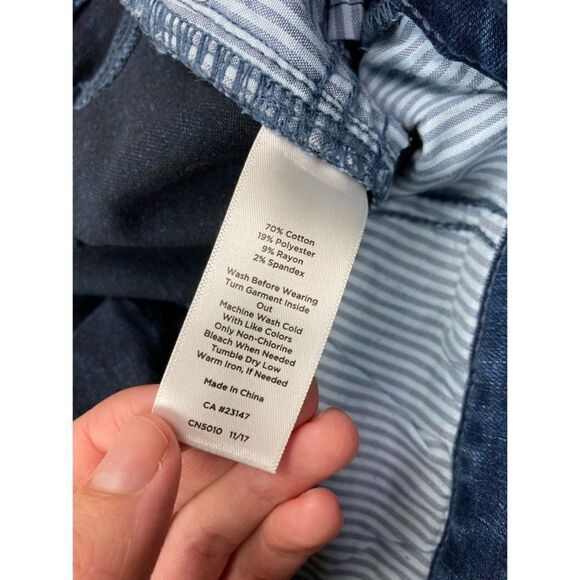 70% Cotton
19% Polyester
9% Rayon
2% Spandex
Wash Before Wearing
Turn Garment Inside
Out
Machine Wash Cold
With Like Colors
Only Non-Chlorine
Bleach When Needed
Tumble Dry Low
Warm Iron, If Needed
Made In China
CA #23147
CN5010 11/17